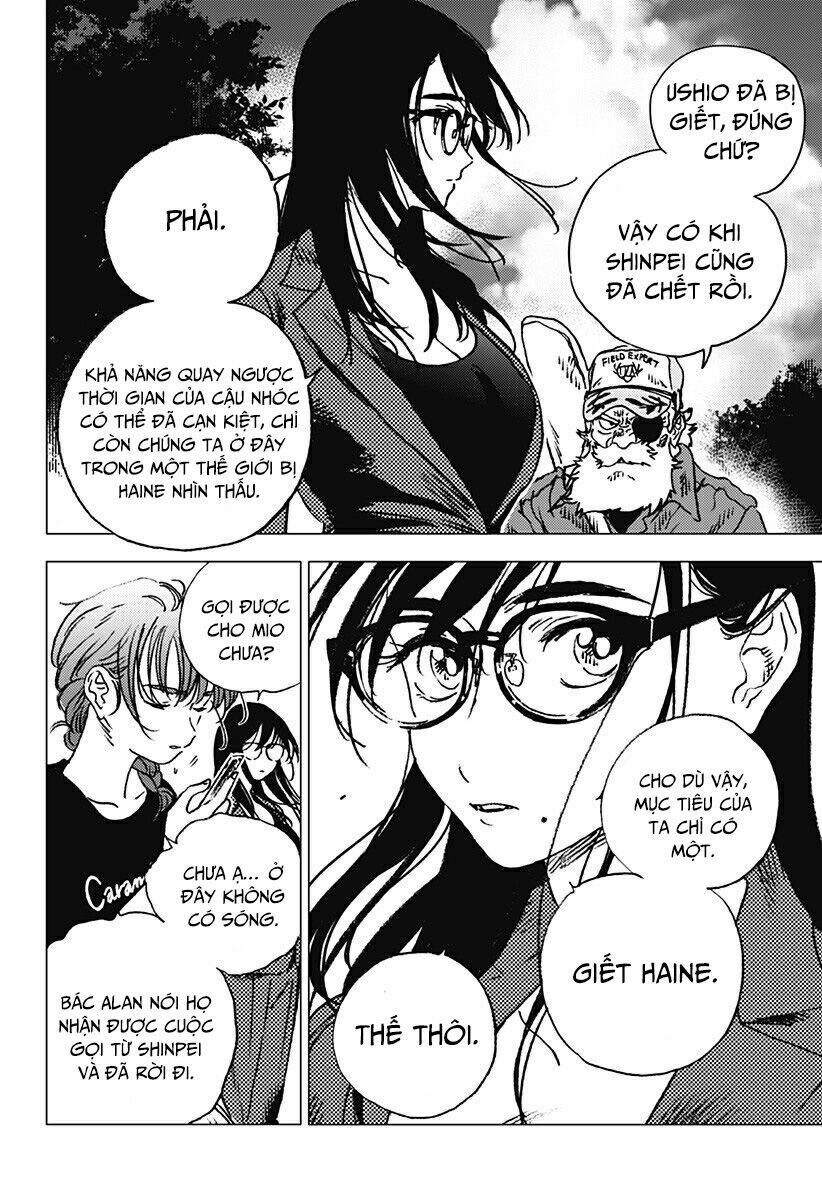 USHIO ĐÃ BỊ
GIẾT, ĐÚNG
CHỨ?
VẬY CÓ KHI
SHINPEI CŨNG
ĐÃ CHẾT RỒI.
PHẢI.
KHẢ NĂNG QUAY NGƯỢC
THỜI GIAN CỦA CẬU NHÓC
CÓ THỂ ĐÃ CẠN KIỆT, CHỈ
CÒN CHÚNG TA Ở ĐÂY
TRONG MỘT THẾ GIỚI BỊ
HAINE NHÌN THẤU.
FIELD EXPERT
GỌI ĐƯỢC
CHO MIO
CHƯA?
CHƯA Ạ... Ở
ĐÂY KHÔNG
CÓ SÓNG.
Caran
BÁC ALAN NÓI HỌ
NHẬN ĐƯỢC CUỘC
GỌI TỪ SHINPEI
VÀ ĐÃ RỜI ĐI.
CHO DÙ VẬY,
MỤC TIÊU CỦA
TA CHỈ CÓ
MỘT.
GIẾT HAINE.
THẾ THÔI.